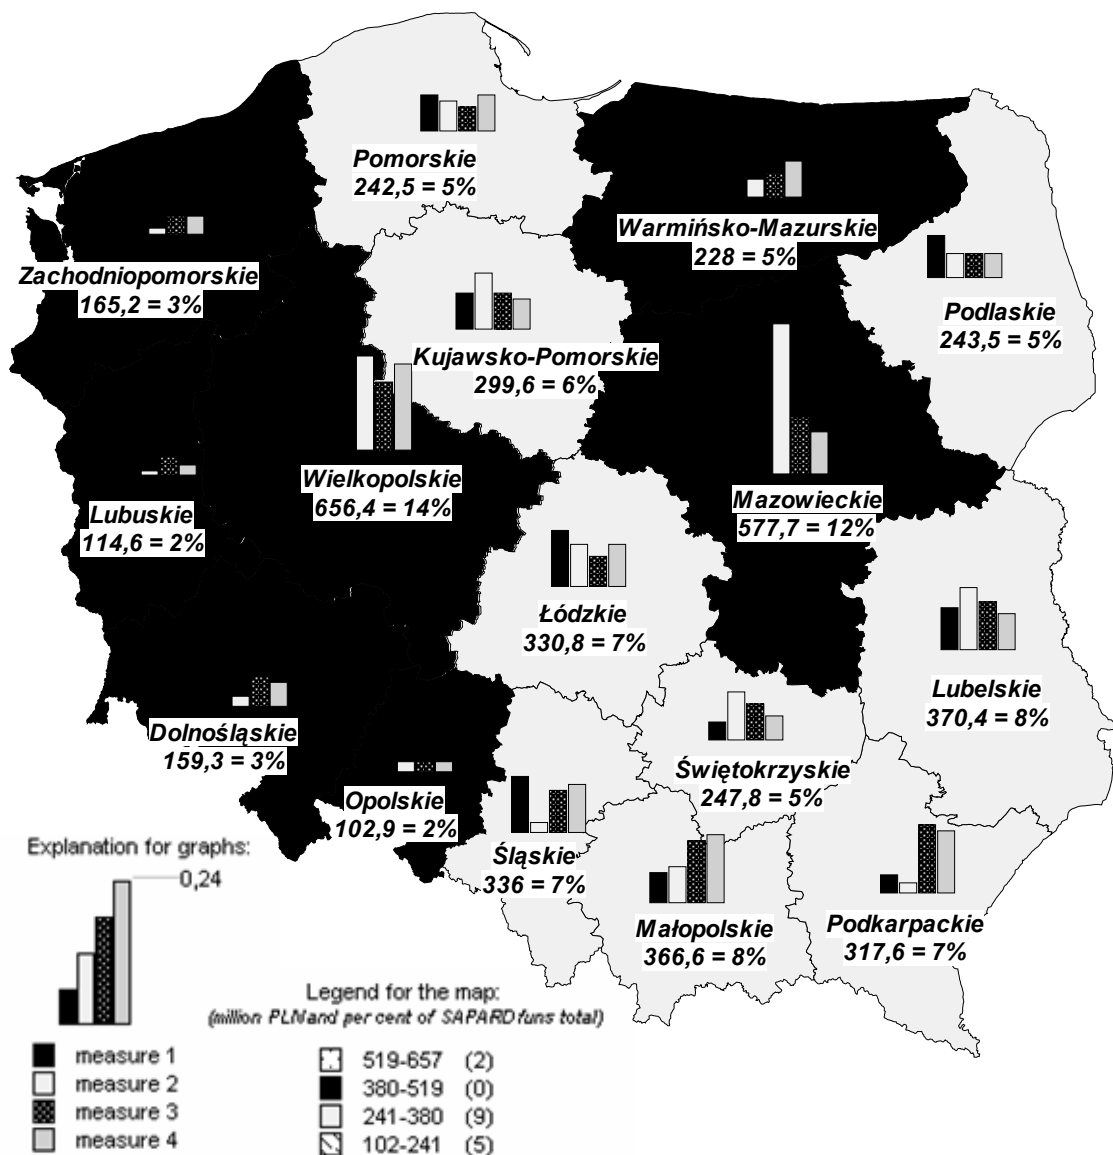 Pomorskie
242,5 = 5%
Warmińsko-Mazurskie
228 = 5%
Zachodniopomorskie
165,2 = 3%
Podlaskie
243,5 = 5%
Kujawsko-Pomorskie
299,6 = 6%
Wielkopolskie
656,4 = 14%
Mazowieckie
577,7 = 12%
Lubuskie
114,6 = 2%
Łódzkie
330,8 = 7%
Lubelskie
370,4 = 8%
Dolnośląskie
159,3 = 3%
Świętokrzyskie
247,8 = 5%
Opolskie
102,9 = 2%
Śląskie
336 = 7%
Małopolskie
366,6 = 8%
Podkarpackie
317,6 = 7%
Explanation for graphs:
0,24
measure 1
measure 2
measure 3
measure 4
Legend for the map:
(million PLN and per cent of SAPARD funs total)
519-657 (2)
380-519 (0)
241-380 (9)
102-241 (5)